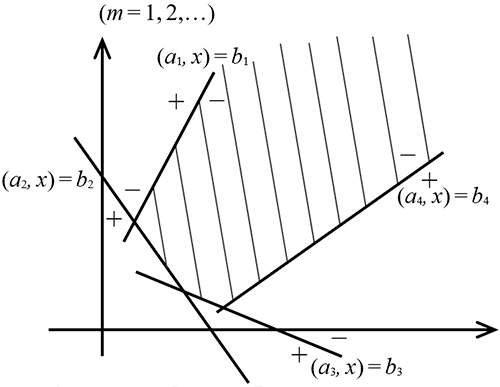 (m = 1, 2,…)
(a₁, x) = b₁
+ −
(a₂, x) = b₂
− +
− +
(a₄, x) = b₄
− +
(a₃, x) = b₃